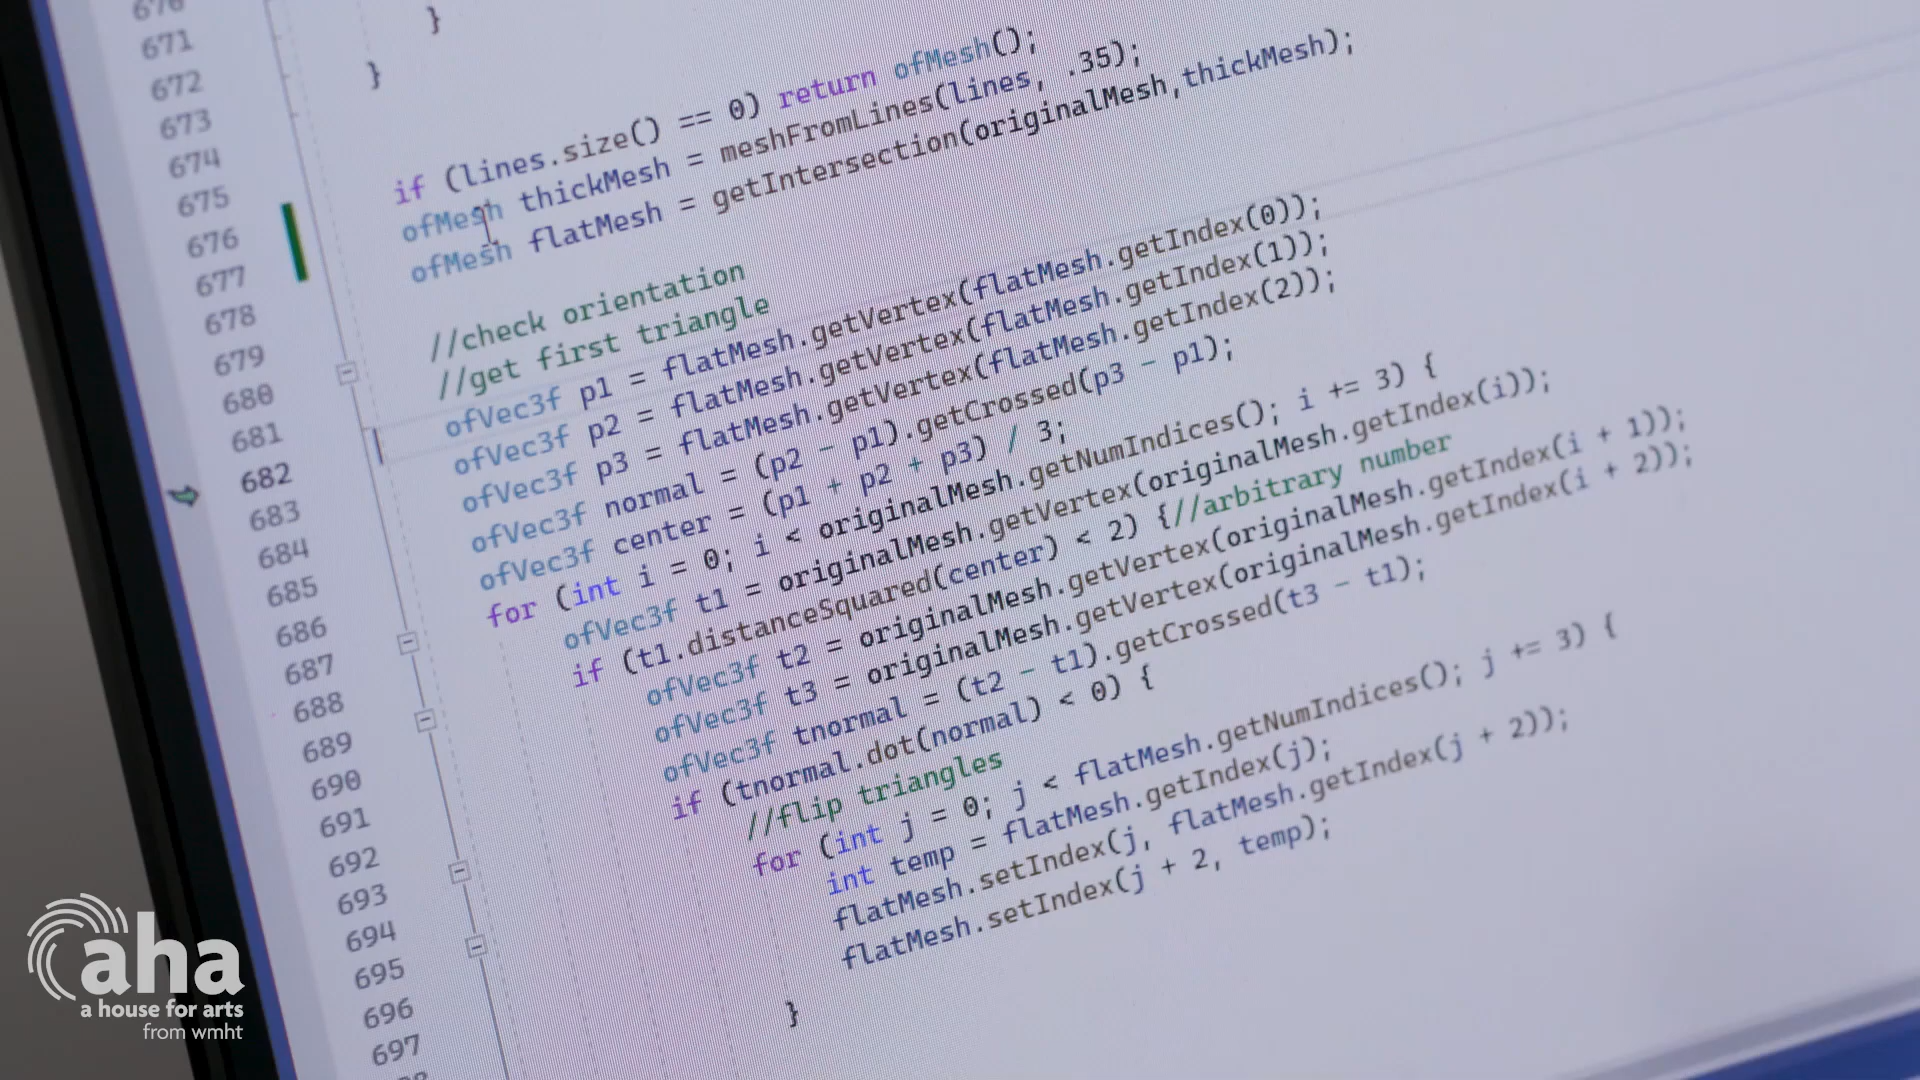 670
671 }
672 }
673
674 if (lines.size() == 0) return ofMesh();
675 ofMesh thickMesh = meshFromLines(lines, .35);
676 ofMesh flatMesh = getIntersection(originalMesh,thickMesh);
677
678 //check orientation
679 //get first triangle
680 ofVec3f p1 = flatMesh.getVertex(flatMesh.getIndex(0));
681 ofVec3f p2 = flatMesh.getVertex(flatMesh.getIndex(1));
682 ofVec3f p3 = flatMesh.getVertex(flatMesh.getIndex(2));
683 ofVec3f normal = (p2 - p1).getCrossed(p3 - p1);
684 ofVec3f center = (p1 + p2 + p3) / 3;
685 for (int i = 0; i < originalMesh.getNumIndices(); i += 3) {
686 ofVec3f t1 = originalMesh.getVertex(originalMesh.getIndex(i));
687 if (t1.distanceSquared(center) < 2) {//arbitrary number
688 ofVec3f t2 = originalMesh.getVertex(originalMesh.getIndex(i + 1));
689 ofVec3f t3 = originalMesh.getVertex(originalMesh.getIndex(i + 2));
690 ofVec3f tnormal = (t2 - t1).getCrossed(t3 - t1);
691 if (tnormal.dot(normal) < 0) {
692 //flip triangles
693 for (int j = 0; j < flatMesh.getNumIndices(); j += 3) {
694 int temp = flatMesh.getIndex(j);
695 flatMesh.setIndex(j, flatMesh.getIndex(j + 2));
696 flatMesh.setIndex(j + 2, temp);
697 }
aha
a house for arts
from wmht